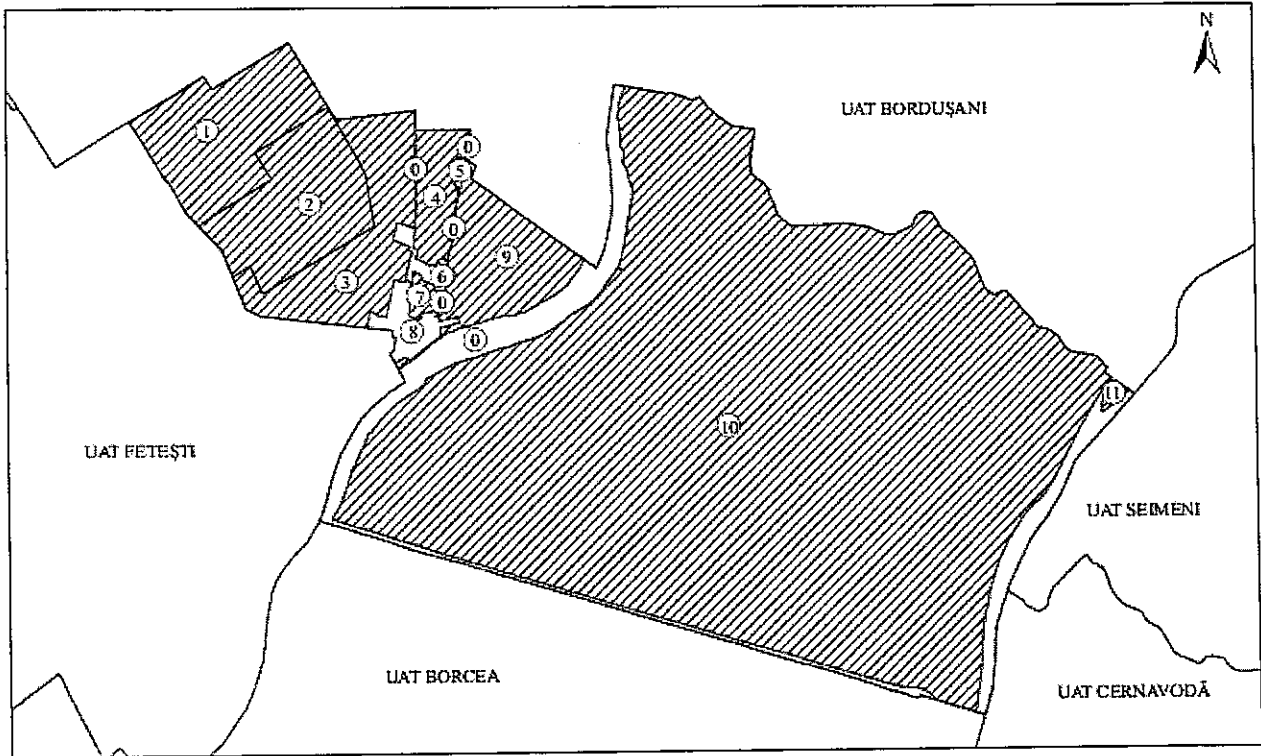 N
UAT BORDUȘANI
1
0
0
5
4
2
0
9
6
3
7
0
8
0
11
10
UAT FETEȘTI
UAT SEIMENI
UAT BORCEA
UAT CERNAVODĂ